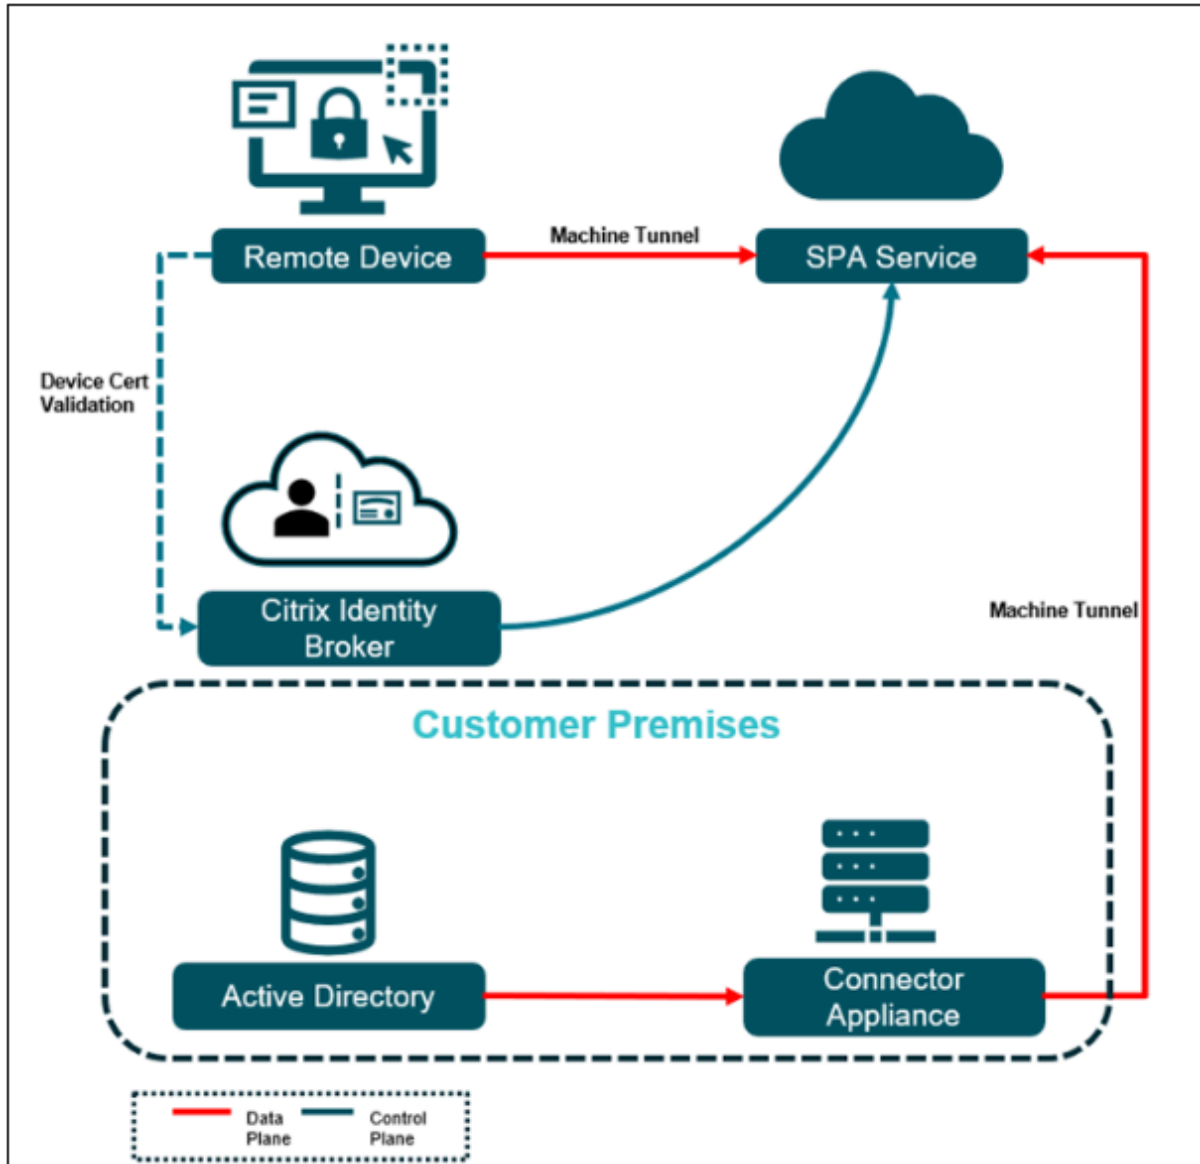 Machine Tunnel
Remote Device
SPA Service
Device Cert
Validation
Citrix Identity
Broker
Machine Tunnel
Customer Premises
Active Directory
Connector
Appliance
Data
Plane
Control
Plane